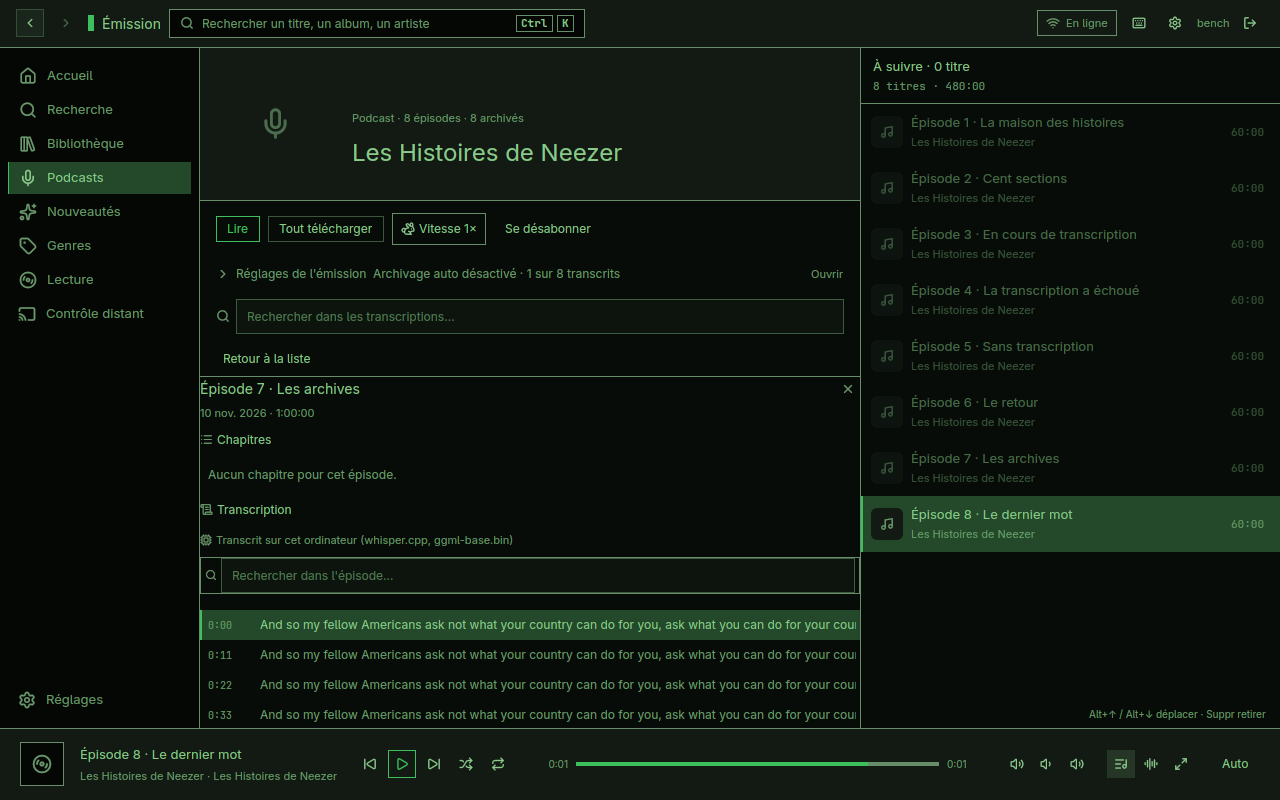 Émission
Rechercher un titre, un album, un artiste
Ctrl K
En ligne
bench
Accueil
Recherche
Bibliothèque
Podcasts
Nouveautés
Genres
Lecture
Contrôle distant
Réglages
Podcast · 8 épisodes · 8 archivés
Les Histoires de Neezer
Lire
Tout télécharger
Vitesse 1×
Se désabonner
Réglages de l'émission Archivage auto désactivé · 1 sur 8 transcrits
Ouvrir
Rechercher dans les transcriptions...
Retour à la liste
Épisode 7 · Les archives
10 nov. 2026 · 1:00:00
Chapitres
Aucun chapitre pour cet épisode.
Transcription
Transcrit sur cet ordinateur (whisper.cpp, ggml-base.bin)
Rechercher dans l'épisode...
0:00 And so my fellow Americans ask not what your country can do for you, ask what you can do for your
0:11 And so my fellow Americans ask not what your country can do for you, ask what you can do for your
0:22 And so my fellow Americans ask not what your country can do for you, ask what you can do for your
0:33 And so my fellow Americans ask not what your country can do for you, ask what you can do for your
À suivre · 0 titre
8 titres · 480:00
Épisode 1 · La maison des histoires
Les Histoires de Neezer
60:00
Épisode 2 · Cent sections
Les Histoires de Neezer
60:00
Épisode 3 · En cours de transcription
Les Histoires de Neezer
60:00
Épisode 4 · La transcription a échoué
Les Histoires de Neezer
60:00
Épisode 5 · Sans transcription
Les Histoires de Neezer
60:00
Épisode 6 · Le retour
Les Histoires de Neezer
60:00
Épisode 7 · Les archives
Les Histoires de Neezer
60:00
Épisode 8 · Le dernier mot
Les Histoires de Neezer
60:00
Alt+↑ / Alt+↓ déplacer · Suppr retirer
Épisode 8 · Le dernier mot
Les Histoires de Neezer · Les Histoires de Neezer
0:01
0:01
Auto